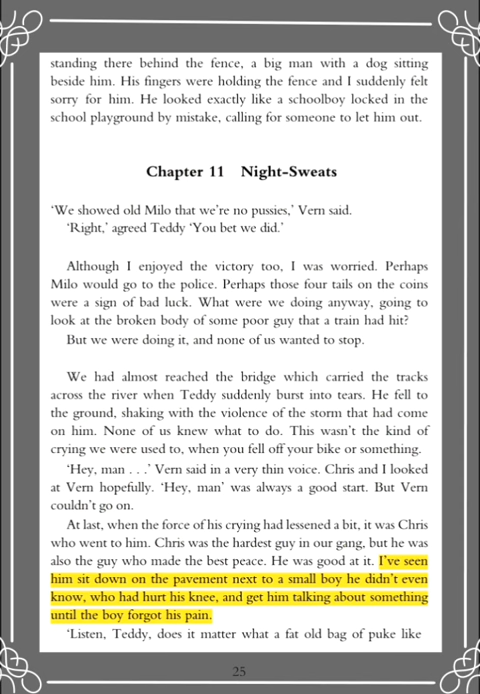 standing there behind the fence, a big man with a dog sitting
beside him. His fingers were holding the fence and I suddenly felt
sorry for him. He looked exactly like a schoolboy locked in the
school playground by mistake, calling for someone to let him out.
Chapter 11 Night-Sweats
‘We showed old Milo that we’re no pussies,’ Vern said.
‘Right,’ agreed Teddy ‘You bet we did.’
Although I enjoyed the victory too, I was worried. Perhaps
Milo would go to the police. Perhaps those four tails on the coins
were a sign of bad luck. What were we doing anyway, going to
look at the broken body of some poor guy that a train had hit?
But we were doing it, and none of us wanted to stop.
We had almost reached the bridge which carried the tracks
across the river when Teddy suddenly burst into tears. He fell to
the ground, shaking with the violence of the storm that had come
on him. None of us knew what to do. This wasn’t the kind of
crying we were used to, when you fell off your bike or something.
‘Hey, man . . .’ Vern said in a very thin voice. Chris and I looked
at Vern hopefully. ‘Hey, man’ was always a good start. But Vern
couldn’t go on.
At last, when the force of his crying had lessened a bit, it was Chris
who went to him. Chris was the hardest guy in our gang, but he was
also the guy who made the best peace. He was good at it. I’ve seen
him sit down on the pavement next to a small boy he didn’t even
know, who had hurt his knee, and get him talking about something
until the boy forgot his pain.
‘Listen, Teddy, does it matter what a fat old bag of puke like
25